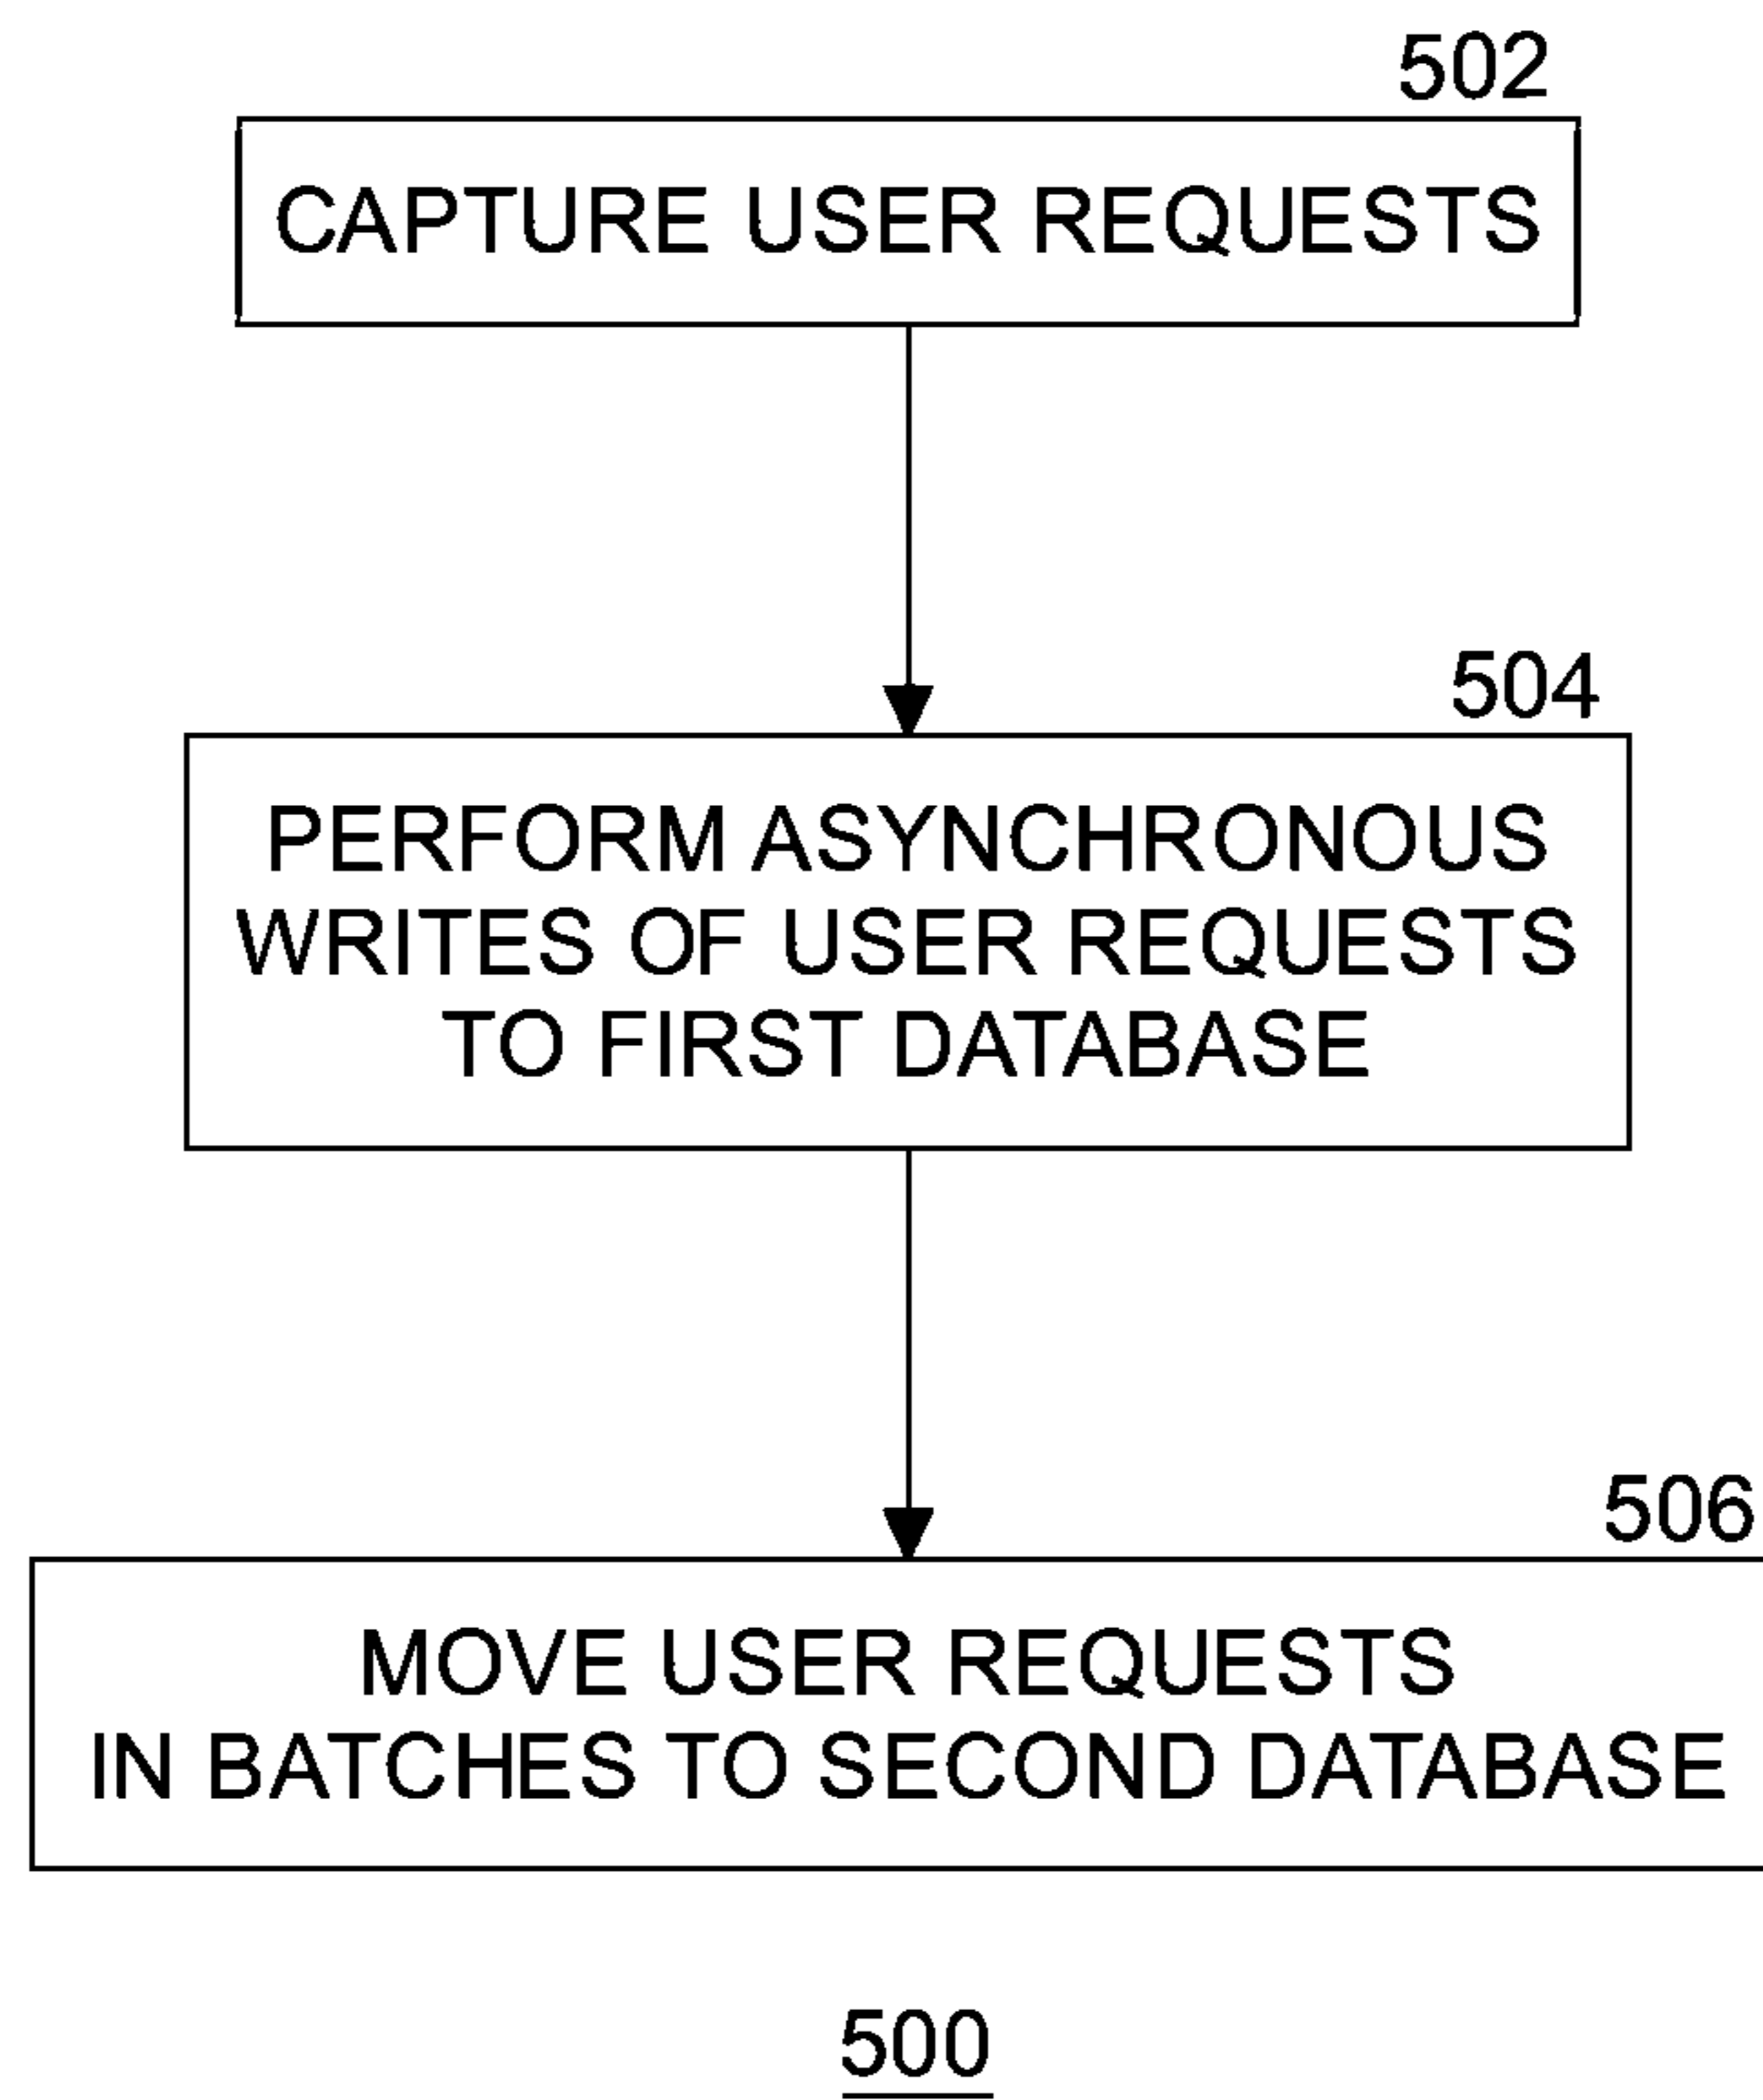 502
CAPTURE USER REQUESTS
504
PERFORM ASYNCHRONOUS
WRITES OF USER REQUESTS
TO FIRST DATABASE
506
MOVE USER REQUESTS
IN BATCHES TO SECOND DATABASE
500